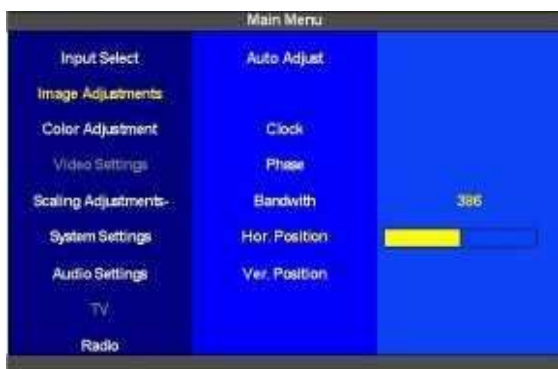 Main Menu
Input Select
Auto Adjust
Image Adjustments
Color Adjustment
Clock
Video Settings
Phase
Scaling Adjustments-
Bandwith
386
System Settings
Hor. Position
Audio Settings
Ver. Position
TV
Radio